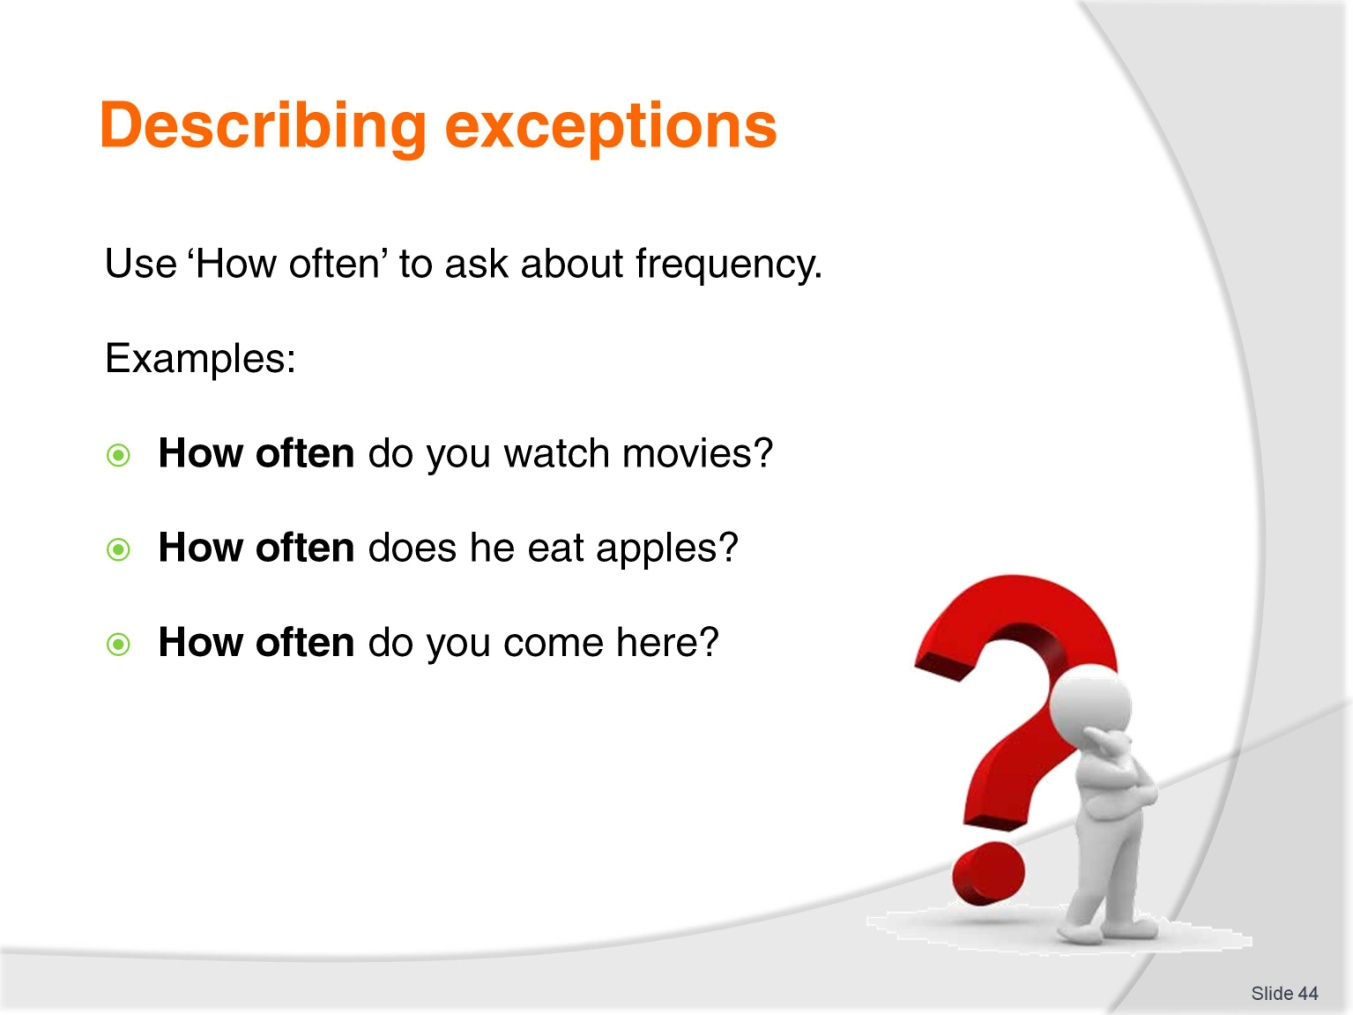 Describing exceptions
Use ‘How often’ to ask about frequency.
Examples:
How often do you watch movies?
How often does he eat apples?
How often do you come here?
Slide 44